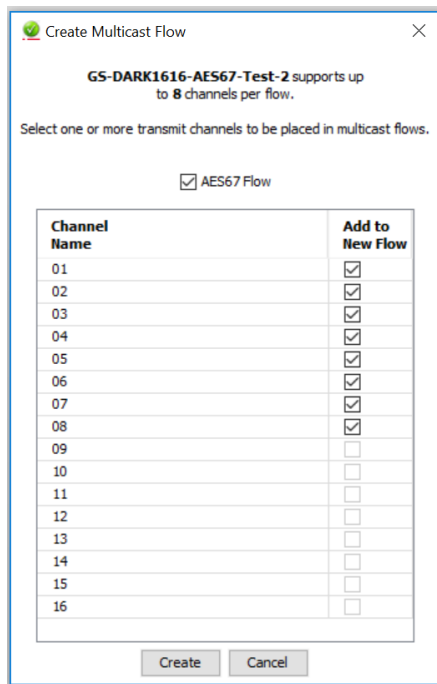 Create Multicast Flow
GS-DARK1616-AES67-Test-2 supports up
to 8 channels per flow.
Select one or more transmit channels to be placed in multicast flows.
AES67 Flow
Channel Name
Add to New Flow
01
02
03
04
05
06
07
08
09
10
11
12
13
14
15
16
Create
Cancel